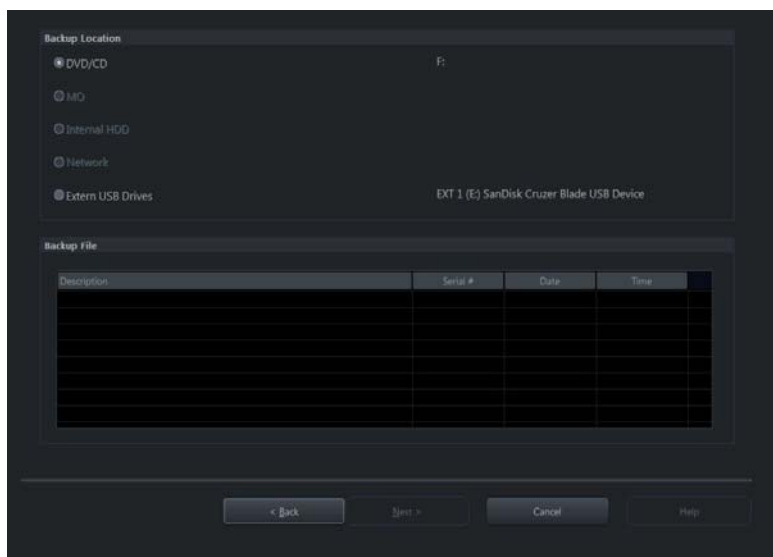 Backup Location
DVD/CD F:
MO
Internal HDD
Network
Extern USB Drives EXT 1 (E:) SanDisk Cruzer Blade USB Device
Backup File
Description Serial # Date Time
< Back Next > Cancel Help